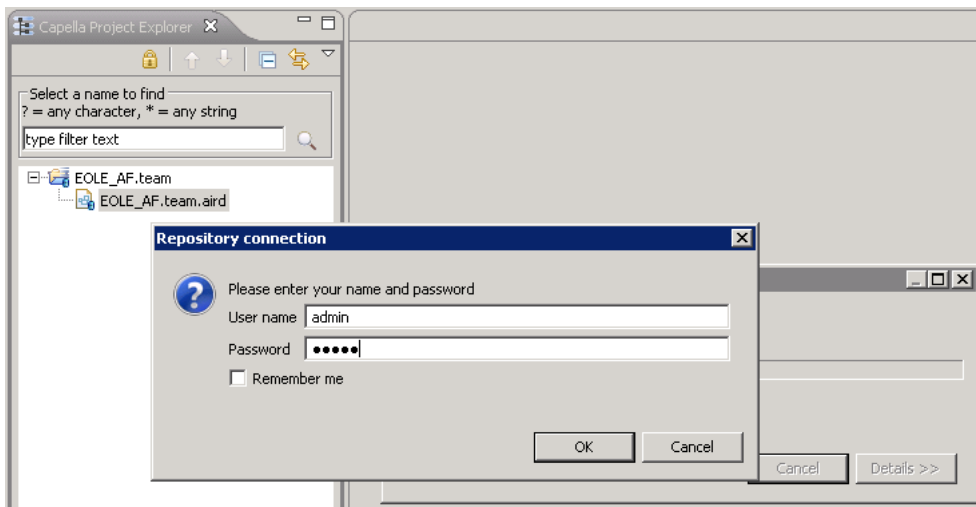 Capella Project Explorer
Select a name to find
? = any character, * = any string
type filter text
EOLE_AF.team
EOLE_AF.team.aird
Repository connection
Please enter your name and password
User name admin
Password ●●●●●
Remember me
OK Cancel
Cancel Details >>